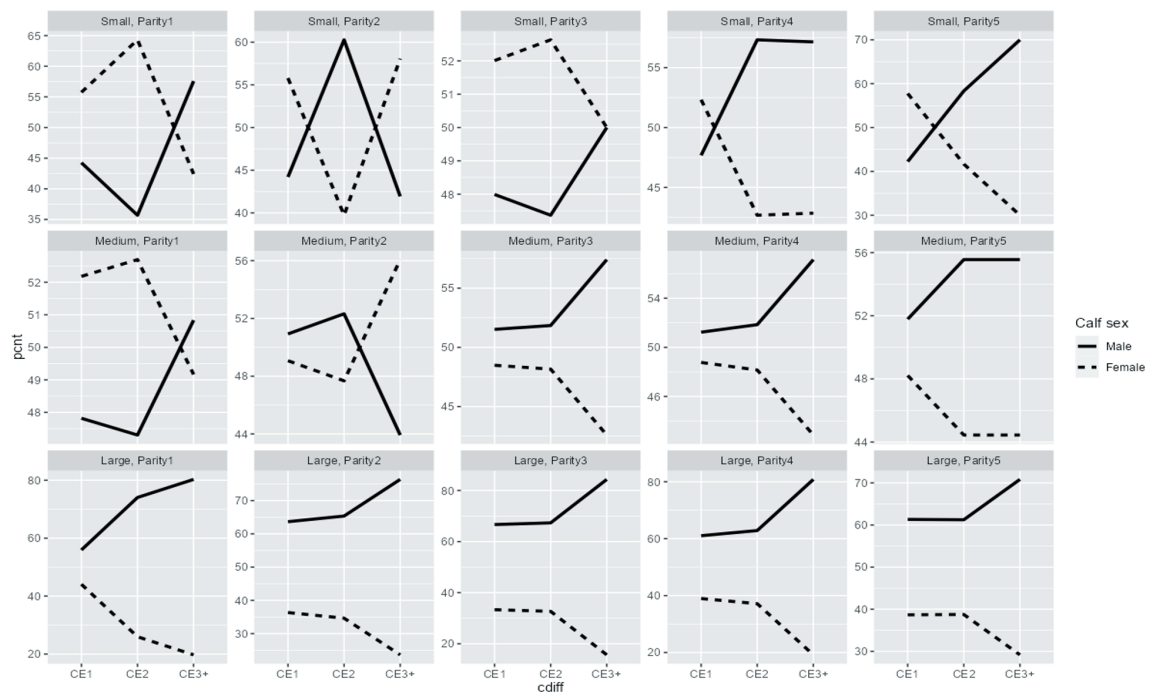 Small, Parity1
Small, Parity2
Small, Parity3
Small, Parity4
Small, Parity5
65
60
55
50
45
40
35
60
55
50
45
40
52
51
50
49
48
55
50
45
70
60
50
40
30
Medium, Parity1
Medium, Parity2
Medium, Parity3
Medium, Parity4
Medium, Parity5
52
51
50
49
48
56
52
48
44
55
50
45
54
50
46
56
52
48
44
pcnt
Calf sex
Male
Female
Large, Parity1
Large, Parity2
Large, Parity3
Large, Parity4
Large, Parity5
80
60
40
20
70
60
50
40
30
80
60
40
20
80
60
40
20
70
60
50
40
30
CE1 CE2 CE3+
CE1 CE2 CE3+
CE1 CE2 CE3+
CE1 CE2 CE3+
CE1 CE2 CE3+
cdiff